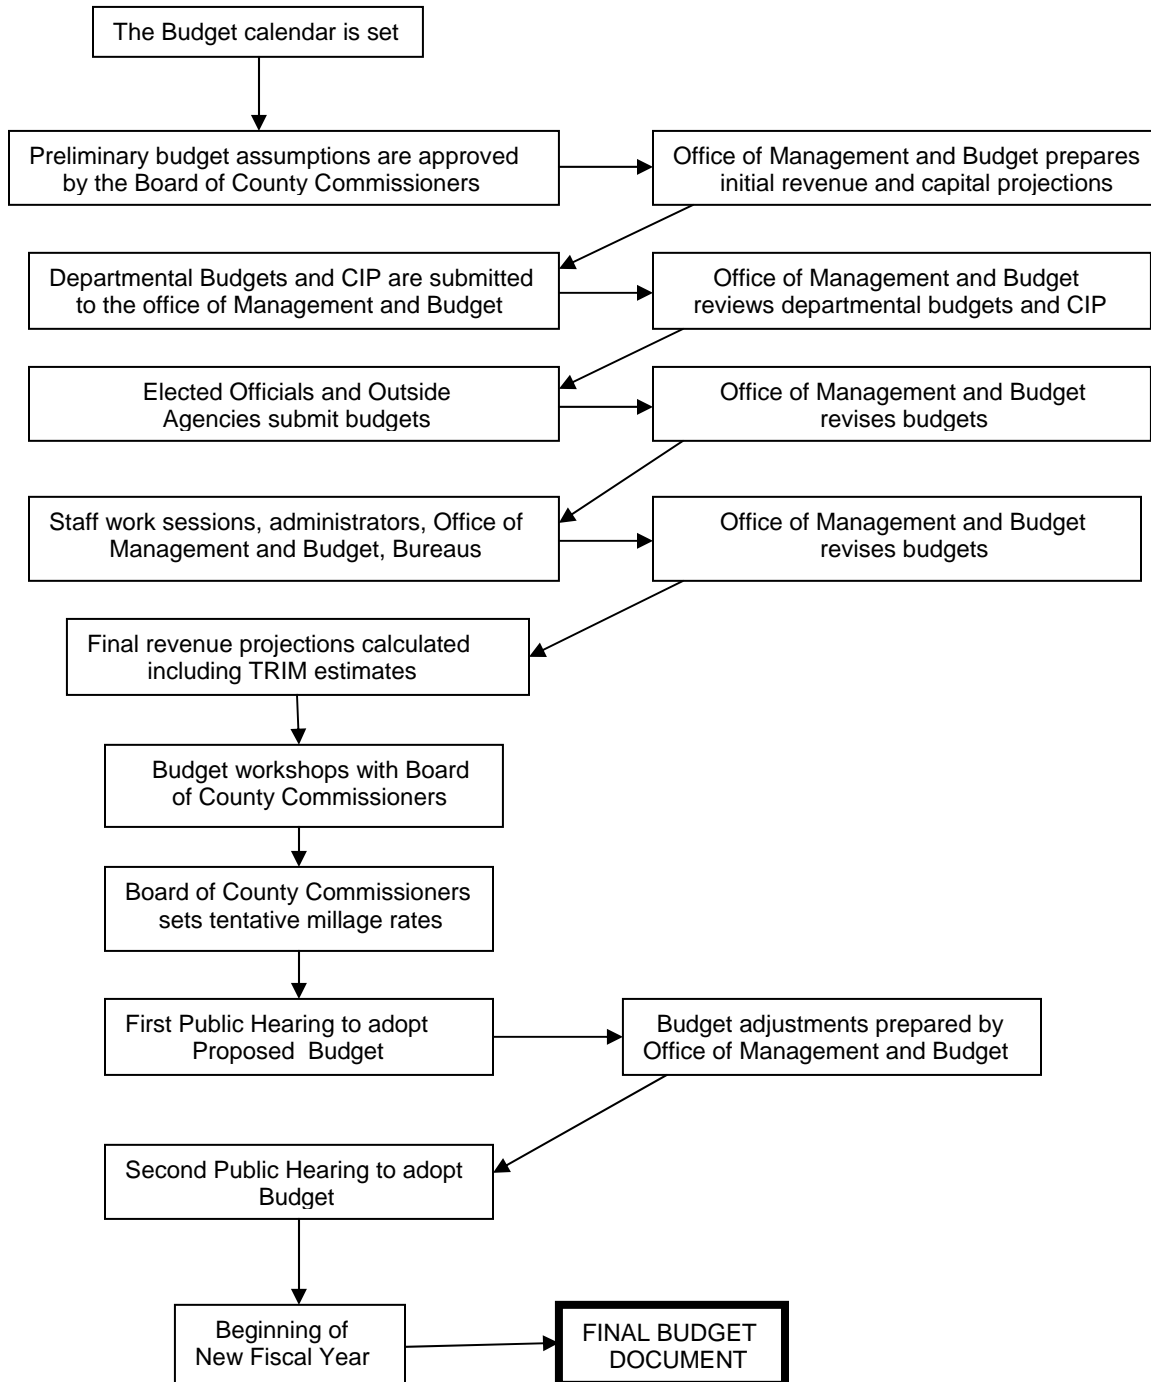 The Budget calendar is set
Preliminary budget assumptions are approved
by the Board of County Commissioners
Office of Management and Budget prepares
initial revenue and capital projections
Departmental Budgets and CIP are submitted
to the office of Management and Budget
Office of Management and Budget
reviews departmental budgets and CIP
Elected Officials and Outside
Agencies submit budgets
Office of Management and Budget
revises budgets
Staff work sessions, administrators, Office of
Management and Budget, Bureaus
Office of Management and Budget
revises budgets
Final revenue projections calculated
including TRIM estimates
Budget workshops with Board
of County Commissioners
Board of County Commissioners
sets tentative millage rates
First Public Hearing to adopt
Proposed Budget
Budget adjustments prepared by
Office of Management and Budget
Second Public Hearing to adopt
Budget
Beginning of
New Fiscal Year
FINAL BUDGET
DOCUMENT